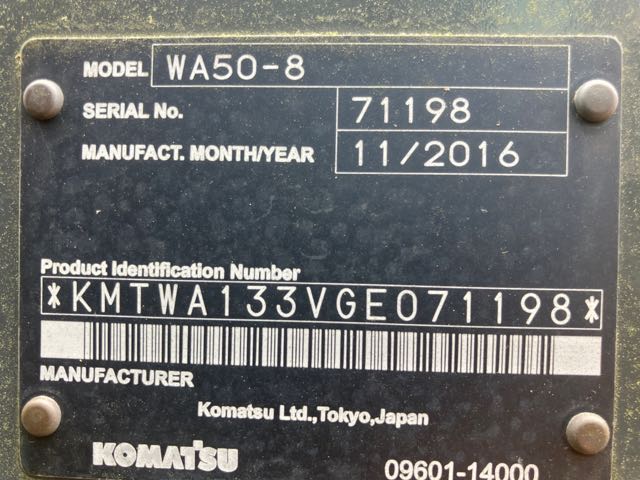 MODEL WA50-8
SERIAL No. 71198
MANUFACT. MONTH/YEAR 11/2016
Product Identification Number
*KMTWA133VGE071198*
MANUFACTURER
Komatsu Ltd.,Tokyo,Japan
KOMATSU
09601-14000